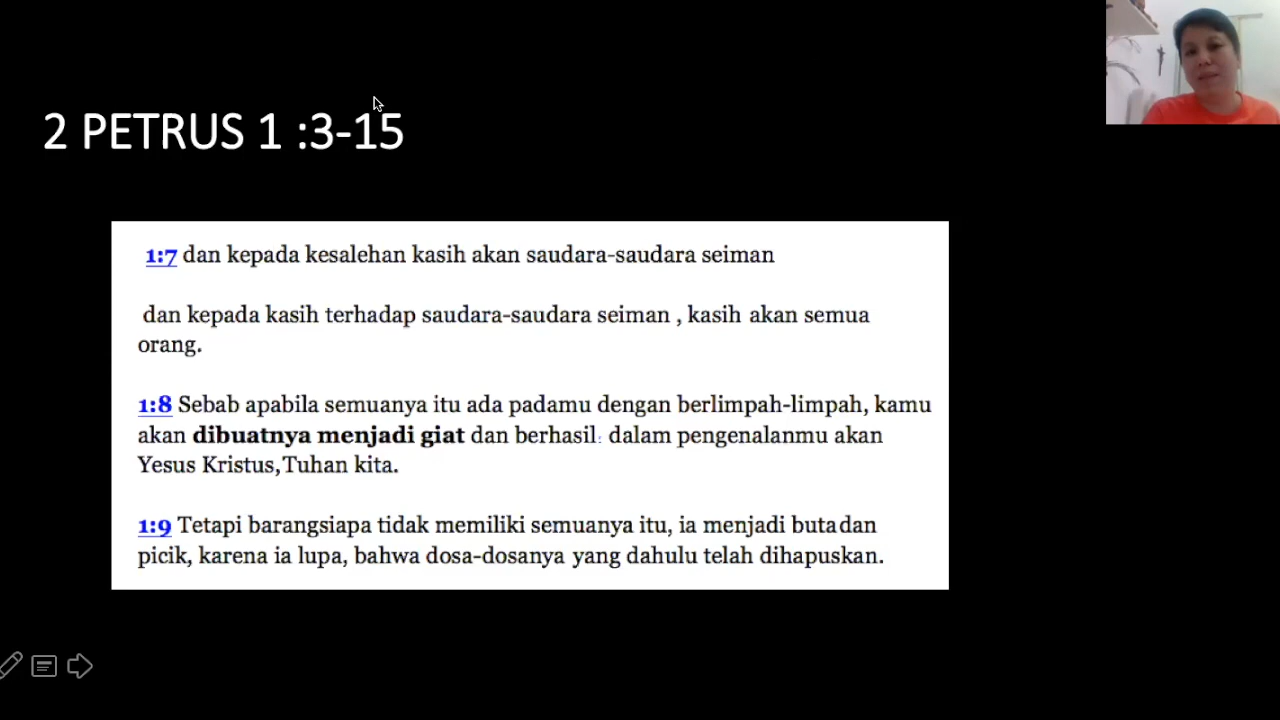 2 PETRUS 1 :3-15
1:7 dan kepada kesalehan kasih akan saudara-saudara seiman
dan kepada kasih terhadap saudara-saudara seiman , kasih akan semua
orang.
1:8 Sebab apabila semuanya itu ada padamu dengan berlimpah-limpah, kamu
akan dibuatnya menjadi giat dan berhasil: dalam pengenalanmu akan
Yesus Kristus,Tuhan kita.
1:9 Tetapi barangsiapa tidak memiliki semuanya itu, ia menjadi buta dan
picik, karena ia lupa, bahwa dosa-dosanya yang dahulu telah dihapuskan.